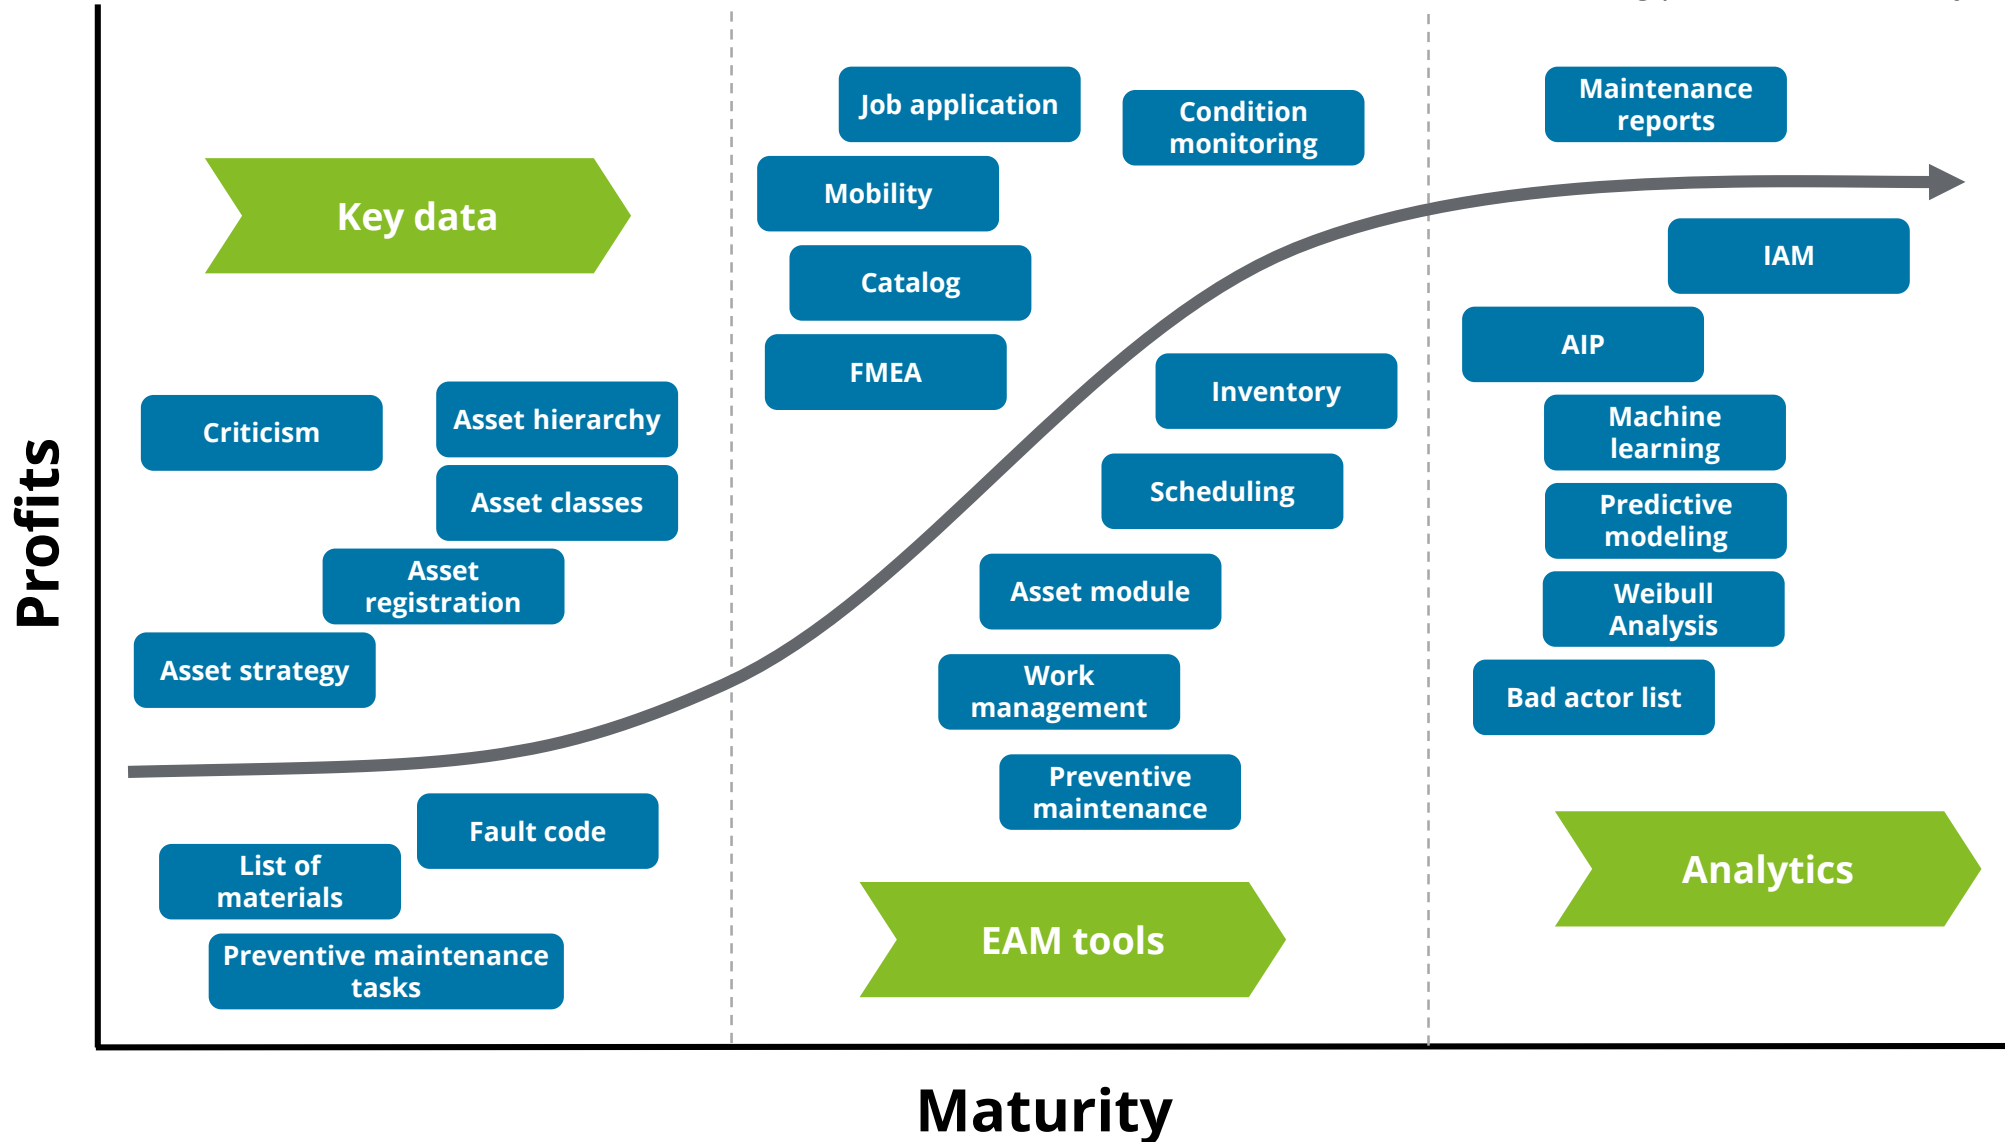 Job application
Condition
monitoring
Maintenance
reports
Mobility
Key data
Catalog
IAM
FMEA
AIP
Inventory
Criticism
Asset hierarchy
Machine
learning
Asset classes
Scheduling
Predictive
modeling
Asset
registration
Asset module
Weibull
Analysis
Profits
Asset strategy
Work
management
Bad actor list
Preventive
maintenance
Fault code
List of
materials
Analytics
EAM tools
Preventive maintenance
tasks
Maturity